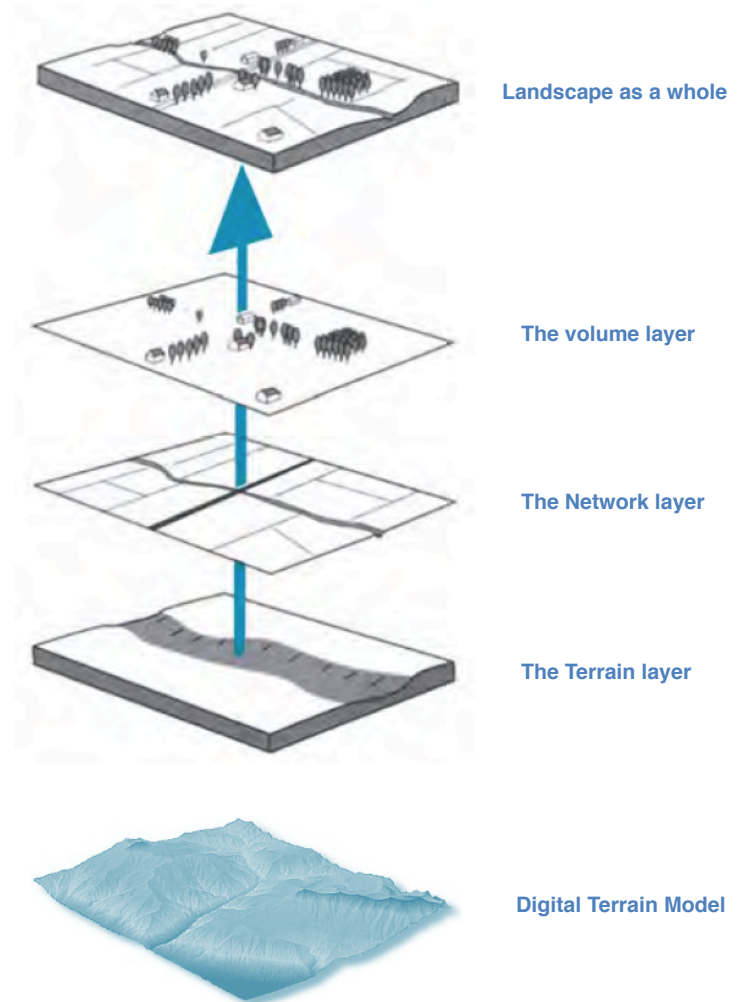 Landscape as a whole
The volume layer
The Network layer
The Terrain layer
Digital Terrain Model